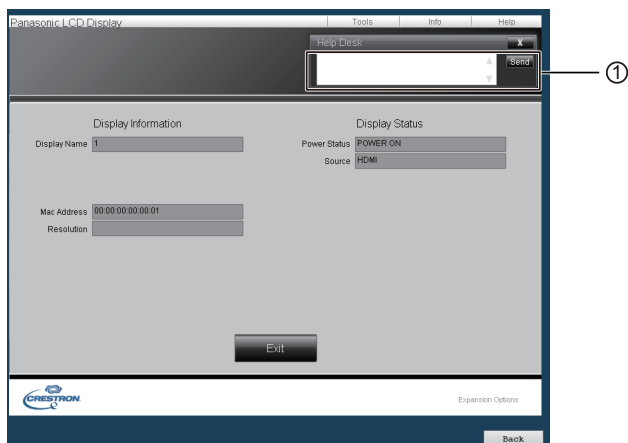 Panasonic LCD Display
Tools Info Help
Help Desk X
Send
①
Display Information Display Status
Display Name 1 Power Status POWER ON
Source HDMI
Mac Address 00:00:00:00:00:01
Resolution
Exit
CRESTRON
Expansion Options
Back